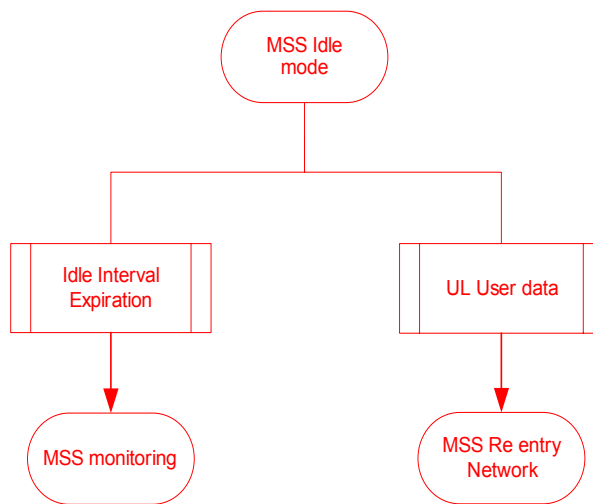 MSS Idle
mode
Idle Interval
Expiration
UL User data
MSS monitoring
MSS Re entry
Network